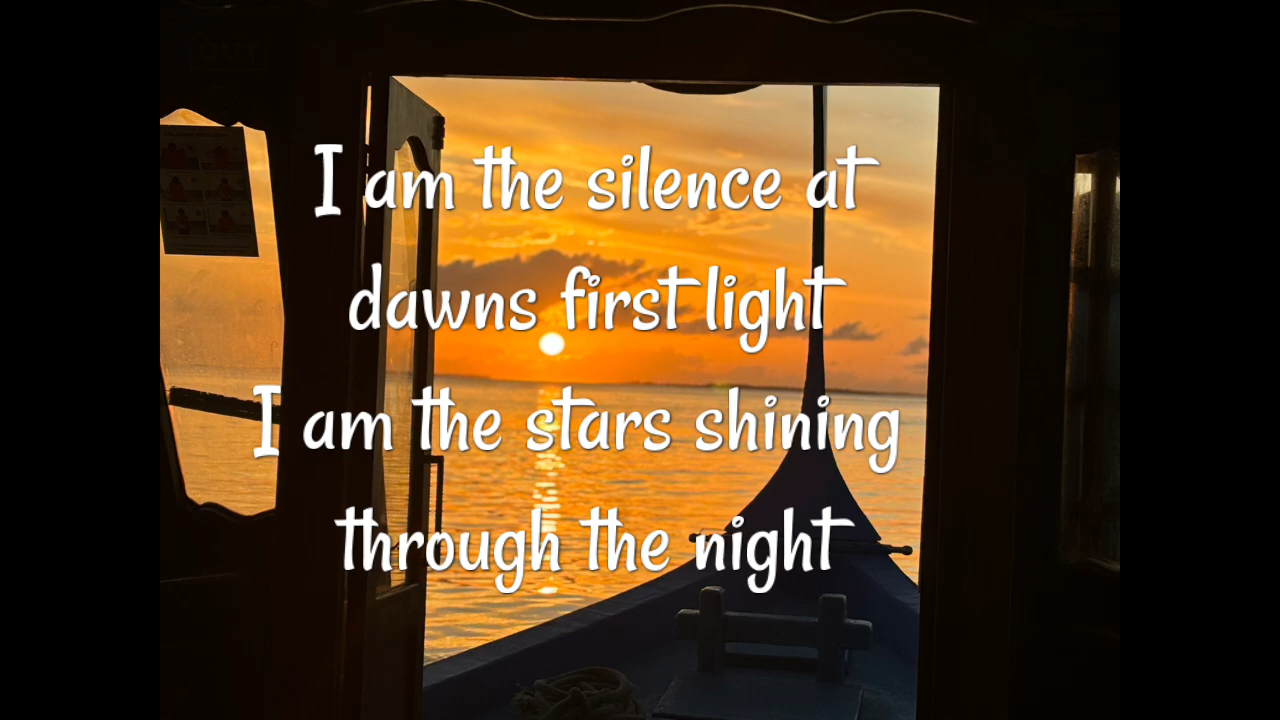 I am the silence at
dawns first light
I am the stars shining
through the night